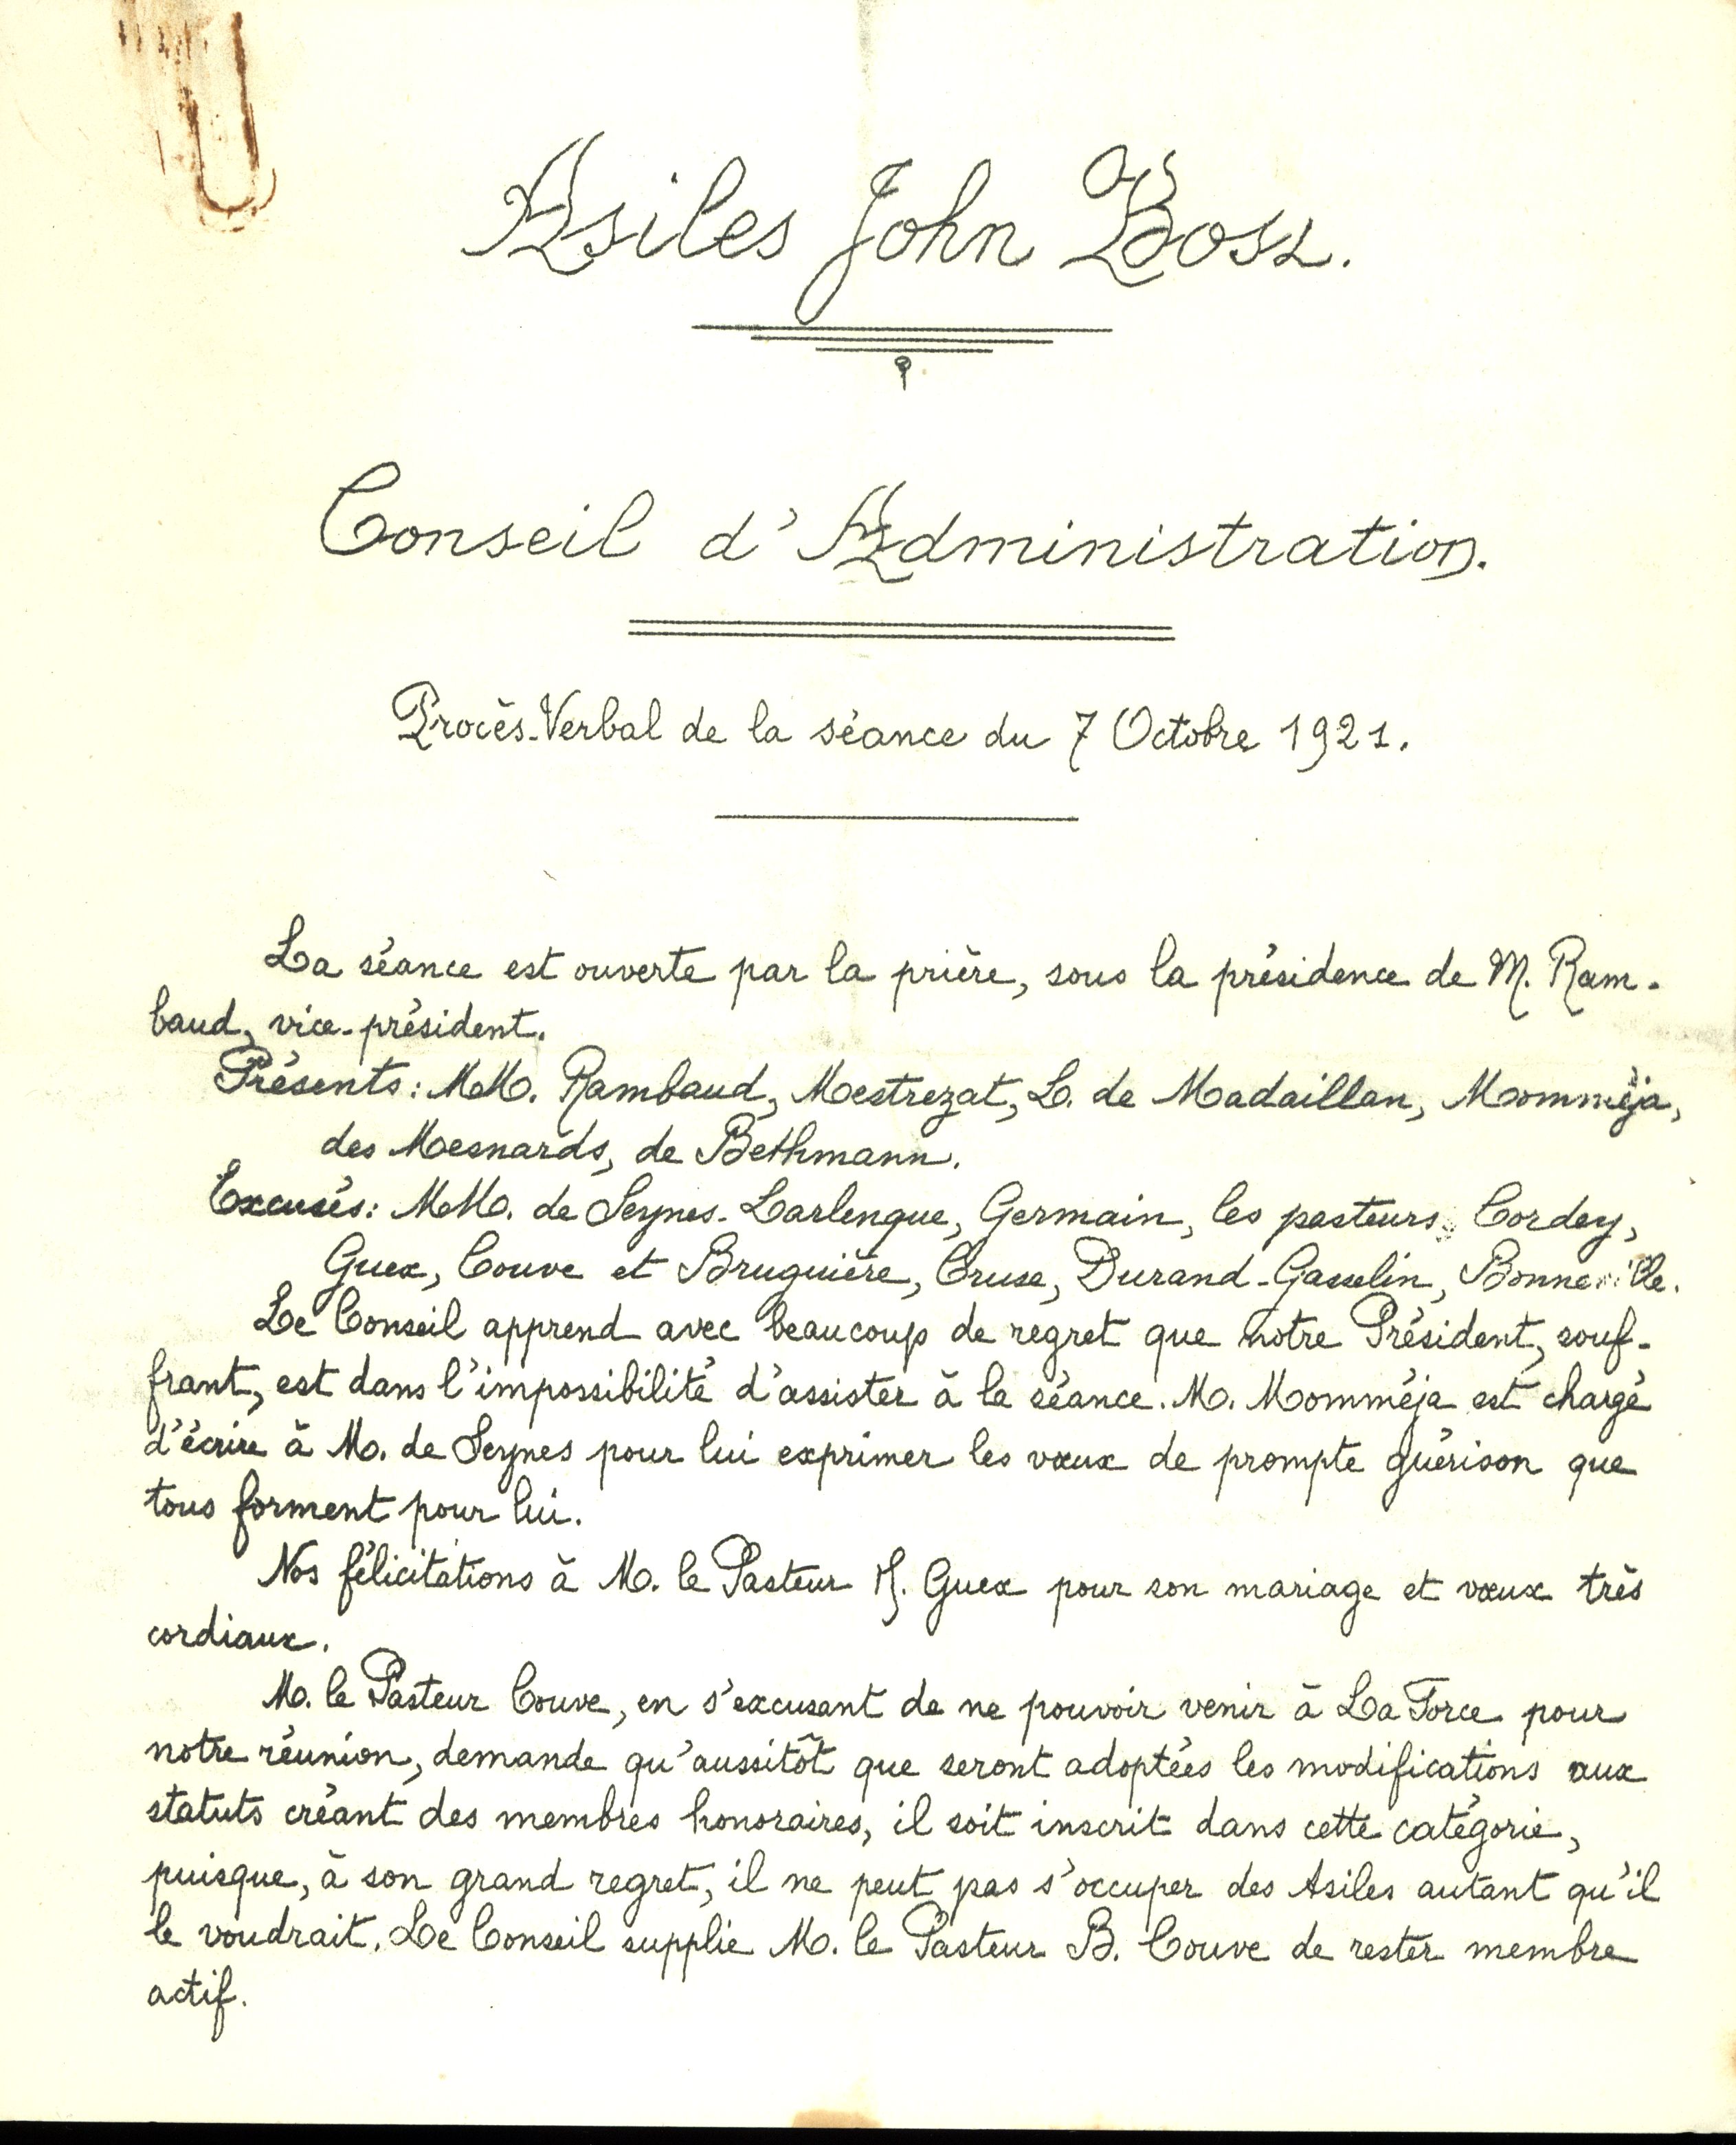 Asiles John Bost.
Conseil d'Administration.
Procès-Verbal de la séance du 7 Octobre 1921.
La séance est ouverte par la prière, sous la présidence de M. Ram-
baud, vice-président.
Présents: MM. Rambaud, Mestrezat, L. de Madaillan, Momméja,
des Mesnards, de Bethmann.
Excusés: MM. de Seynes-Larlenque, Germain, les pasteurs Cordey,
Guex, Couve et Bruguière, Cruse, Durand-Gasselin, Bonneville.
Le Conseil apprend avec beaucoup de regret que notre Président, souf-
frant, est dans l'impossibilité d'assister à la séance. M. Momméja est chargé
d'écrire à M. de Seynes pour lui exprimer les vœux de prompte guérison que
tous forment pour lui.
Nos félicitations à M. le Pasteur Guex pour son mariage et vœux très
cordiaux.
M. le Pasteur Couve, en s'excusant de ne pouvoir venir à La Force pour
notre réunion, demande qu'aussitôt que seront adoptées les modifications aux
statuts créant des membres honoraires, il soit inscrit dans cette catégorie,
puisque, à son grand regret, il ne peut pas s'occuper des Asiles autant qu'il
le voudrait. Le Conseil supplie M. le Pasteur B. Couve de rester membre
actif.